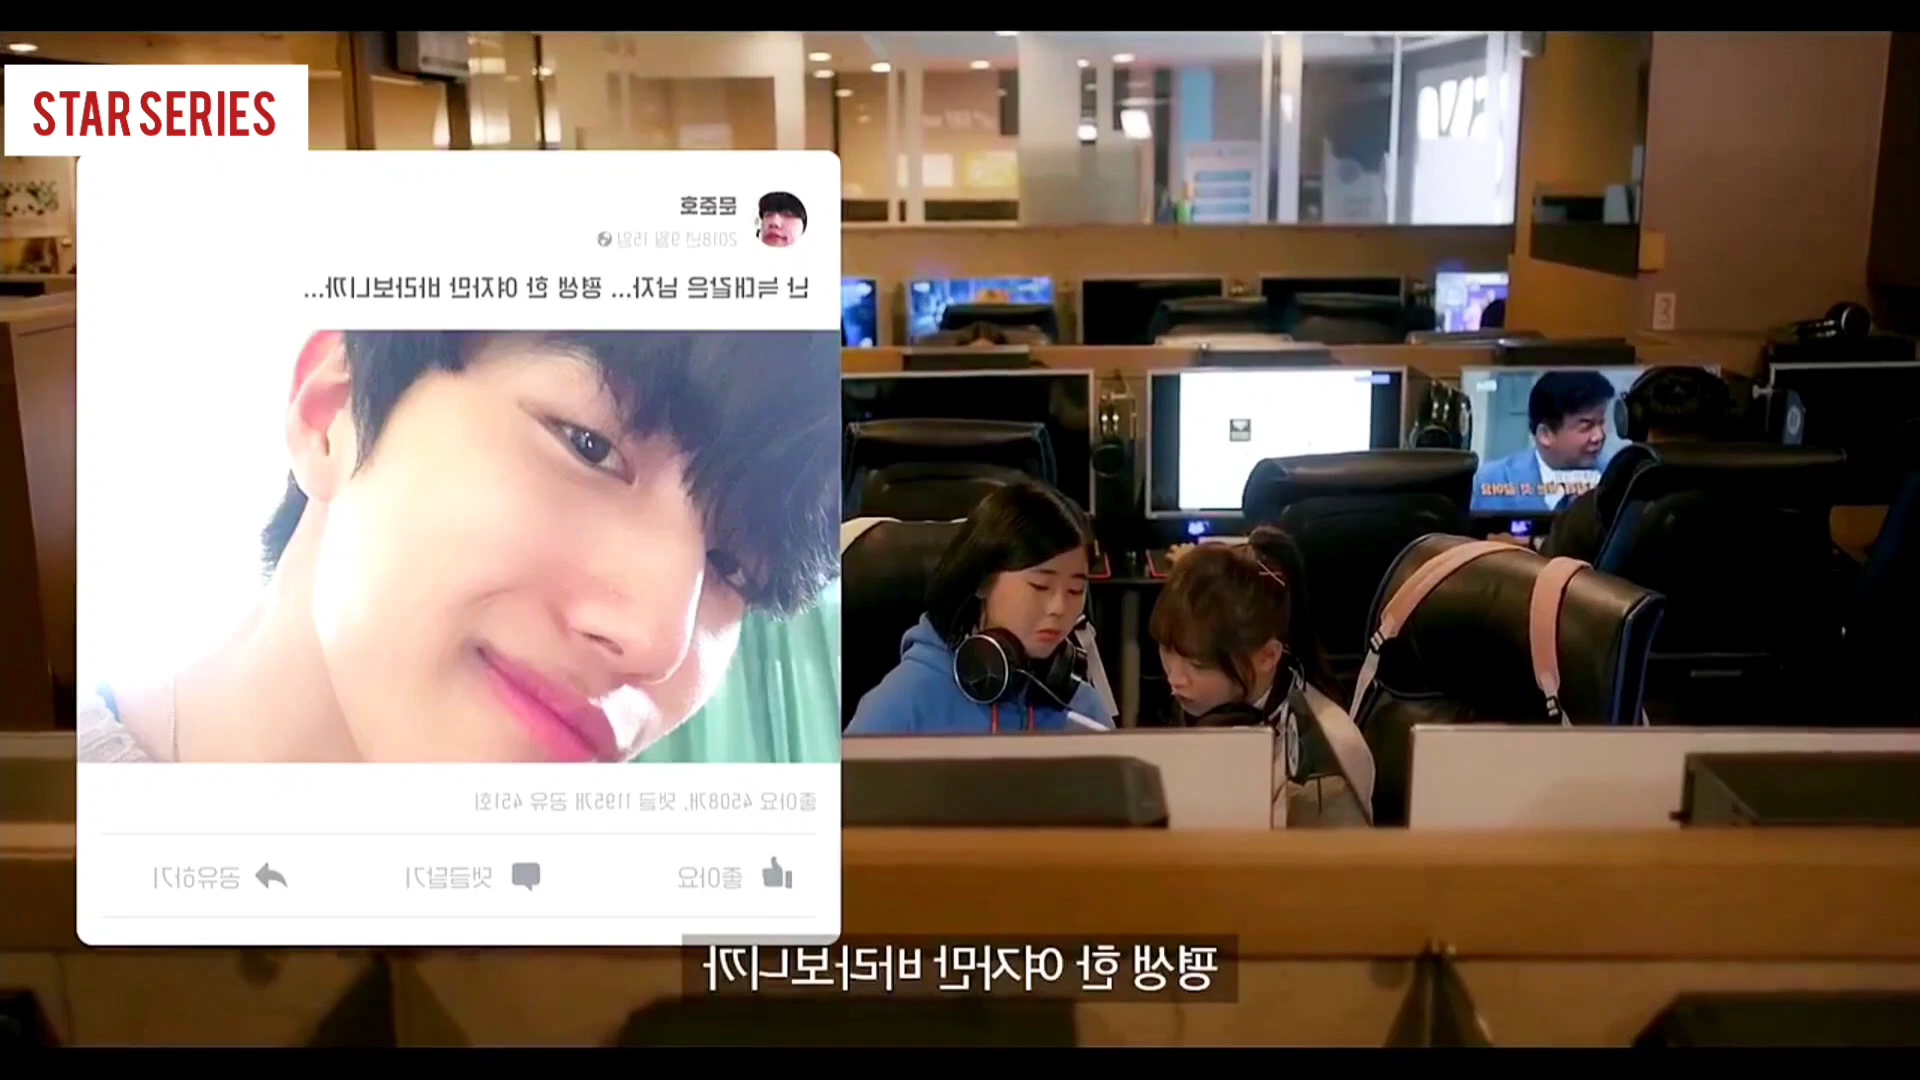 STAR SERIES
문준호
2018년 9월 15일
난 늑대같은 남자... 평생 한 여자만 바라보니까...
좋아요 4508개, 댓글 1195개 공유 451회
좋아요 댓글달기 공유하기
평생 한 여자만 바라보니까